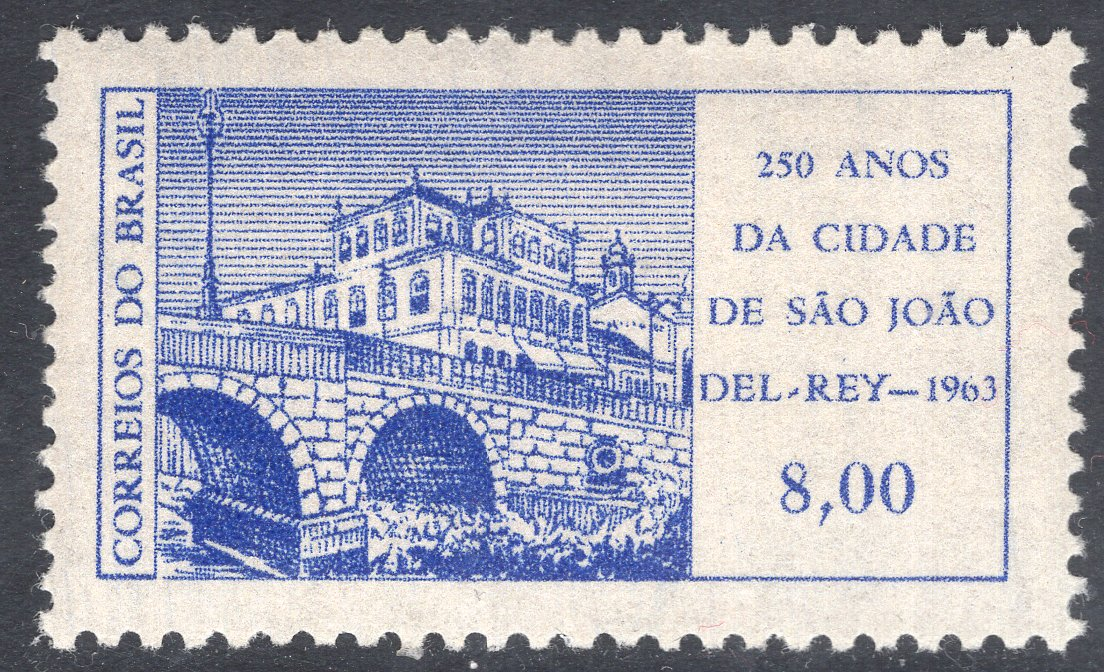 CORREIOS DO BRASIL
250 ANOS
DA CIDADE
DE SÃO JOÃO
DEL-REY—1963
8,00